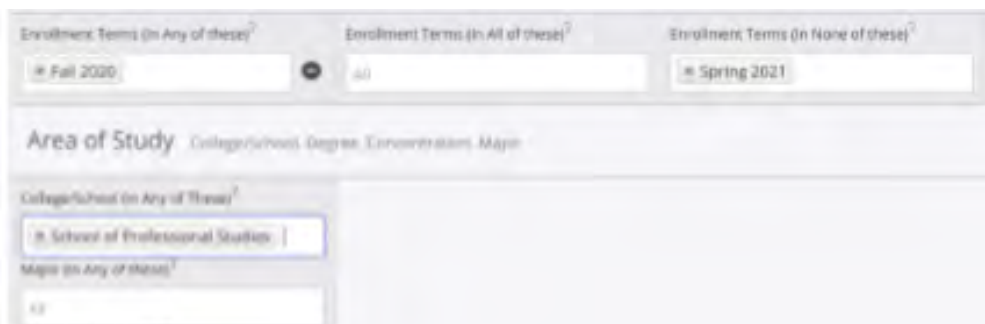 Enrollment Terms (In Any of these)?
Enrollment Terms (In All of these)?
Enrollment Terms (In None of these)?
× Fall 2020
All
× Spring 2021
Area of Study College/School, Degree, Concentration, Major
College/School (In Any of These)?
× School of Professional Studies
Major (In Any of these)?
All